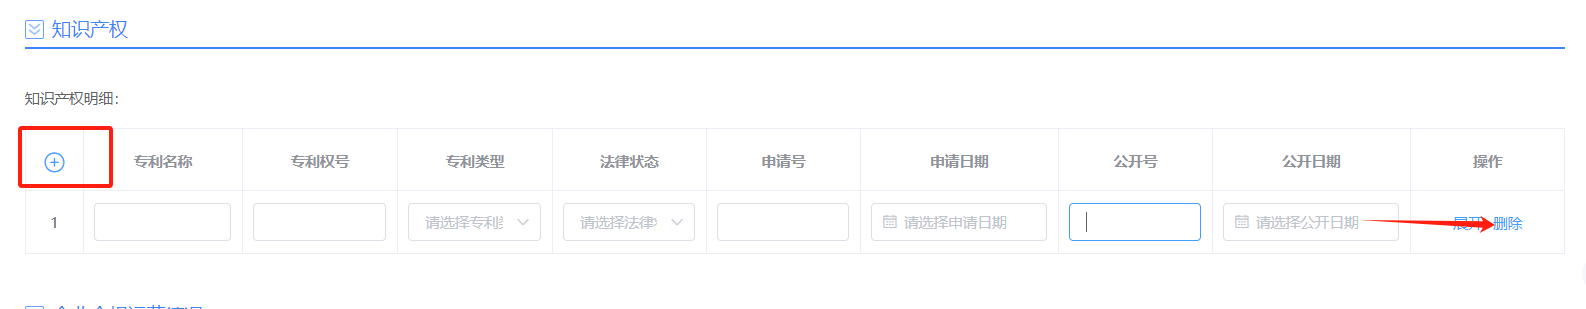 知识产权
知识产权明细：
专利名称 专利权号 专利类型 法律状态 申请号 申请日期 公开号 公开日期 操作
1 请选择专利 请选择法律 请选择申请日期 请选择公开日期 展开 删除